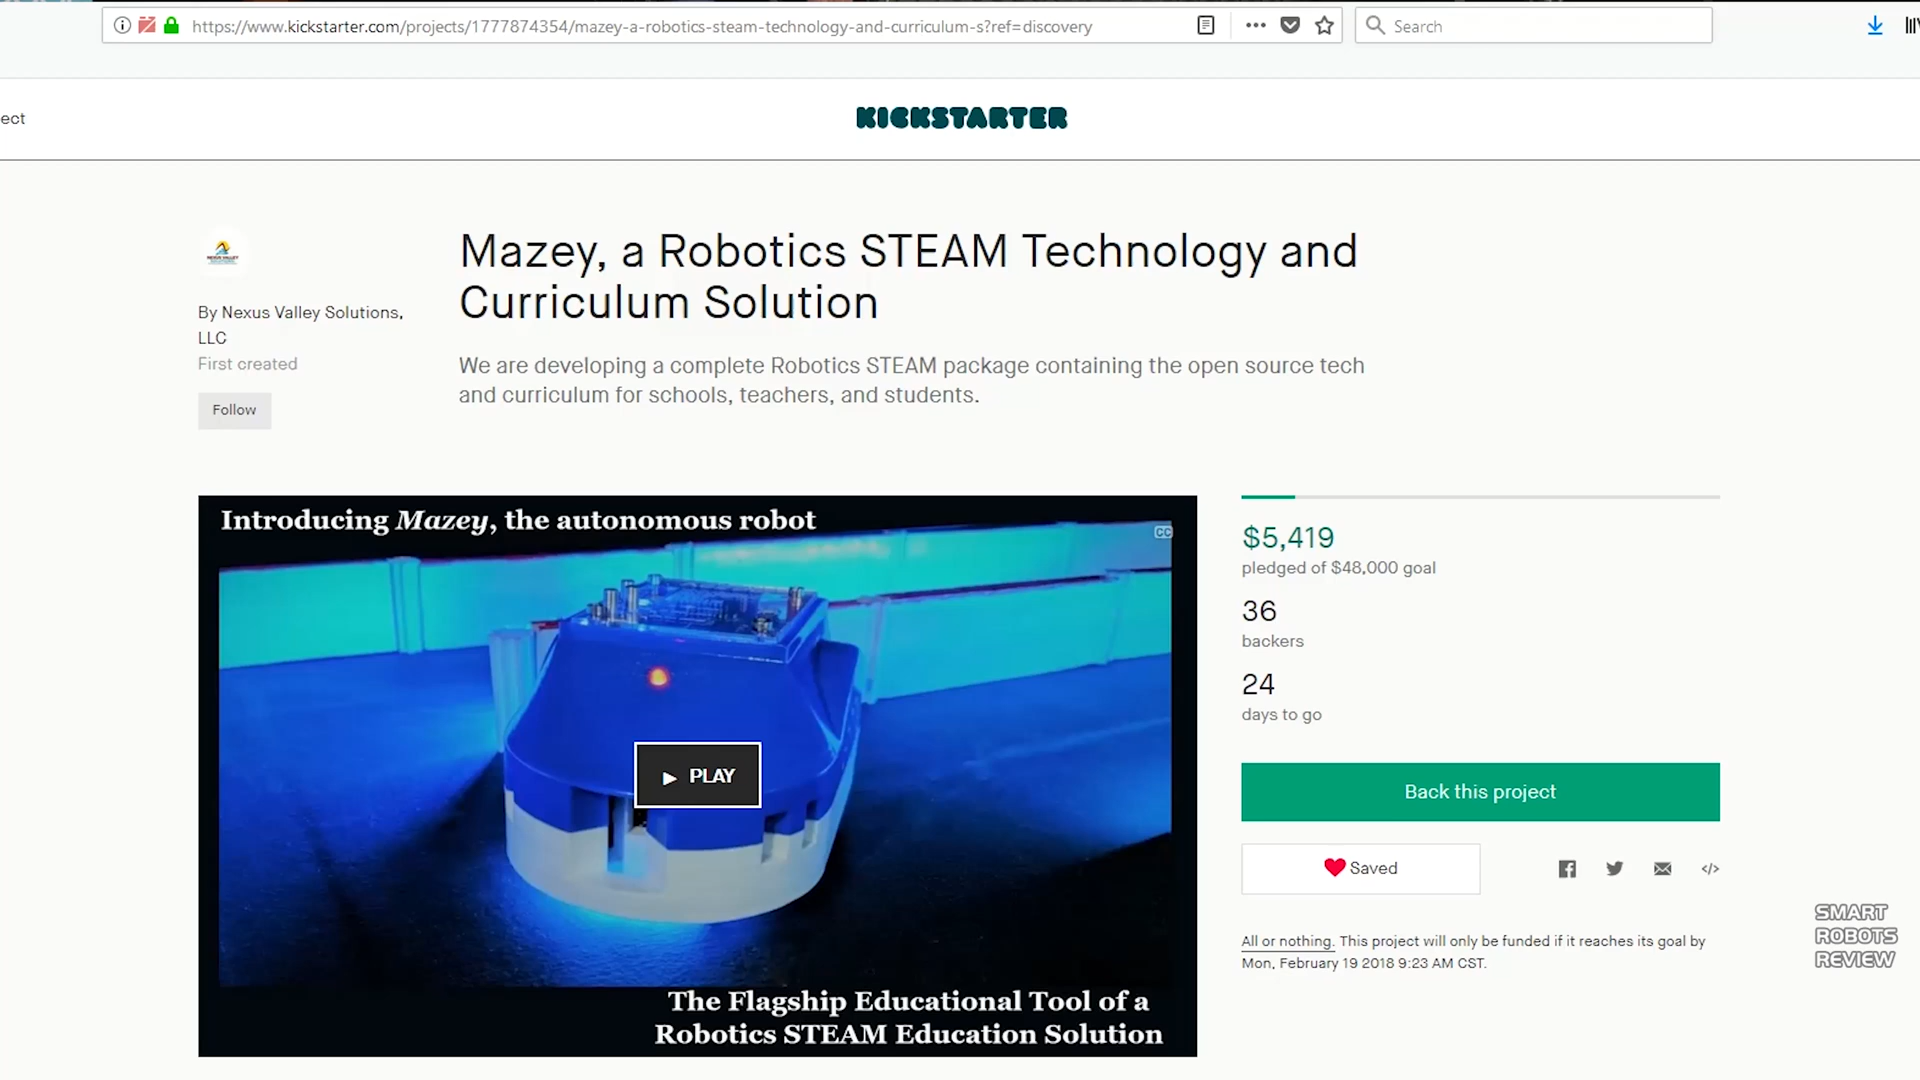 https://www.kickstarter.com/projects/1777874354/mazey-a-robotics-steam-technology-and-curriculum-s?ref=discovery
Search
ect
KICKSTARTER
NEXUS VALLEY
By Nexus Valley Solutions,
LLC
First created
Follow
Mazey, a Robotics STEAM Technology and
Curriculum Solution
We are developing a complete Robotics STEAM package containing the open source tech
and curriculum for schools, teachers, and students.
Introducing Mazey, the autonomous robot
CC
PLAY
The Flagship Educational Tool of a
Robotics STEAM Education Solution
$5,419
pledged of $48,000 goal
36
backers
24
days to go
Back this project
Saved
All or nothing. This project will only be funded if it reaches its goal by
Mon, February 19 2018 9:23 AM CST.
SMART
ROBOTS
REVIEW